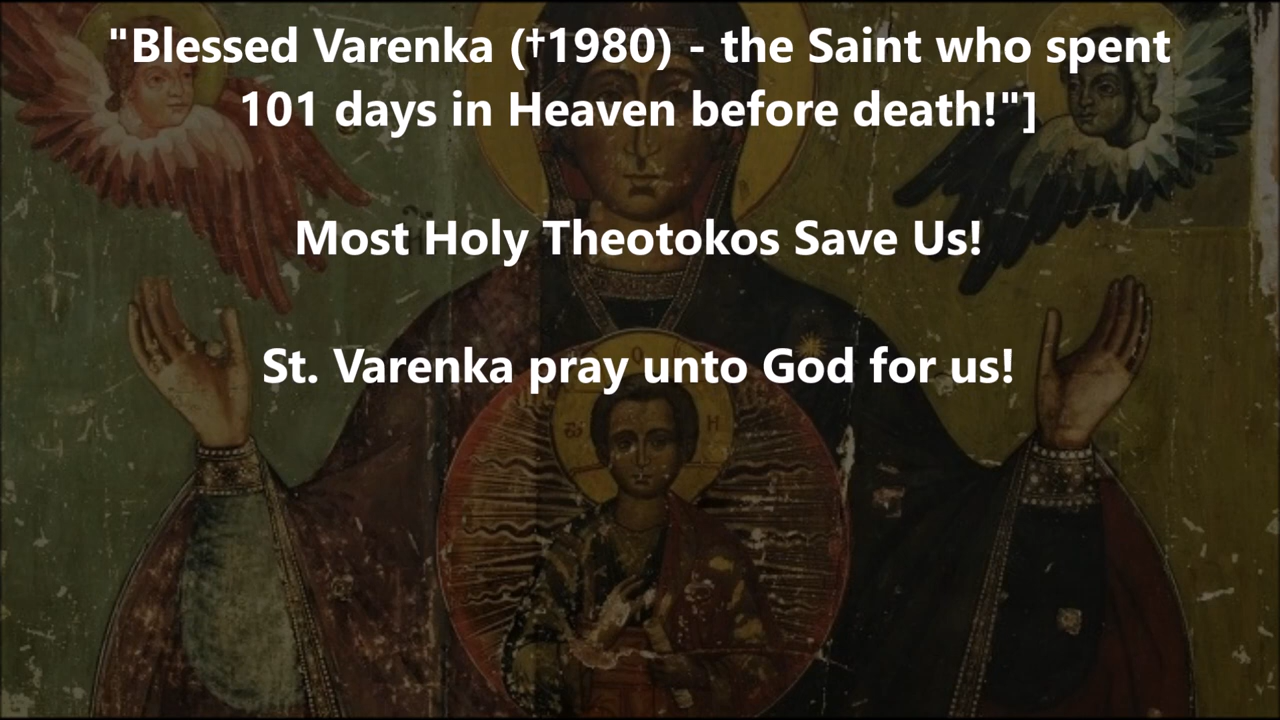 "Blessed Varenka (†1980) - the Saint who spent
101 days in Heaven before death!"]
Most Holy Theotokos Save Us!
St. Varenka pray unto God for us!